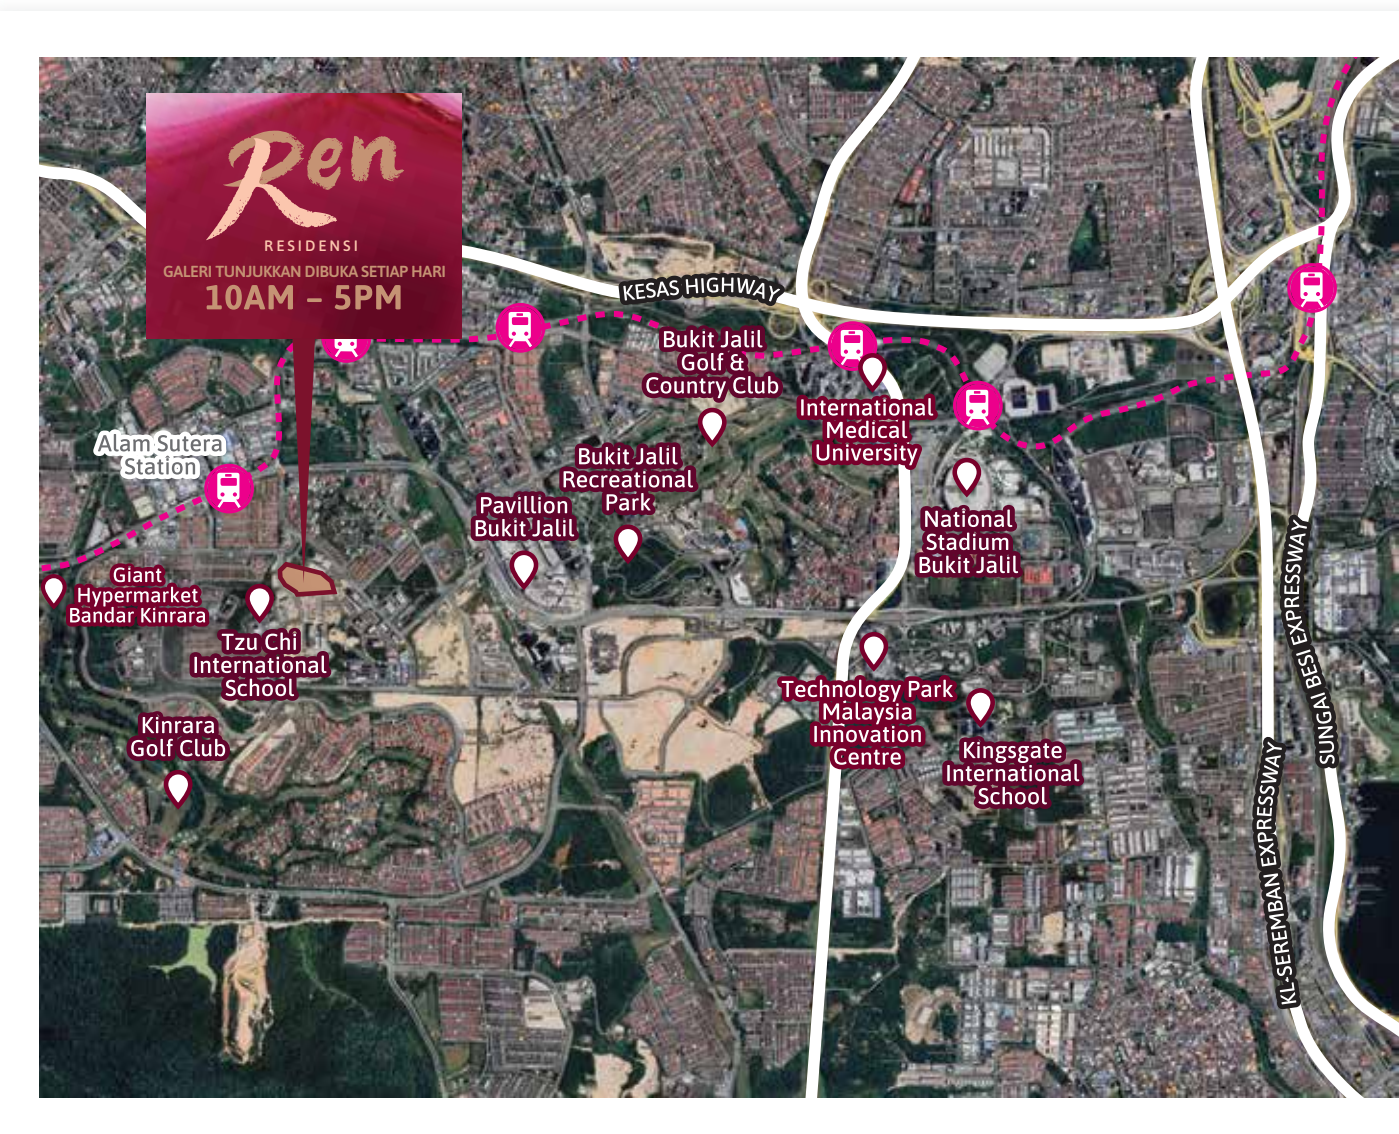 Ren
RESIDENSI
GALERI TUNJUKKAN DIBUKA SETIAP HARI
10AM – 5PM
KESAS HIGHWAY
Bukit Jalil
Golf &
Country Club
International
Medical
University
Alam Sutera
Station
Bukit Jalil
Recreational
Park
Pavillion
Bukit Jalil
National
Stadium
Bukit Jalil
Giant
Hypermarket
Bandar Kinrara
Tzu Chi
International
School
Kinrara
Golf Club
Technology Park
Malaysia
Innovation
Centre
Kingsgate
International
School
SUNGAI BESI EXPRESSWAY
KL-SEREMBAN EXPRESSWAY